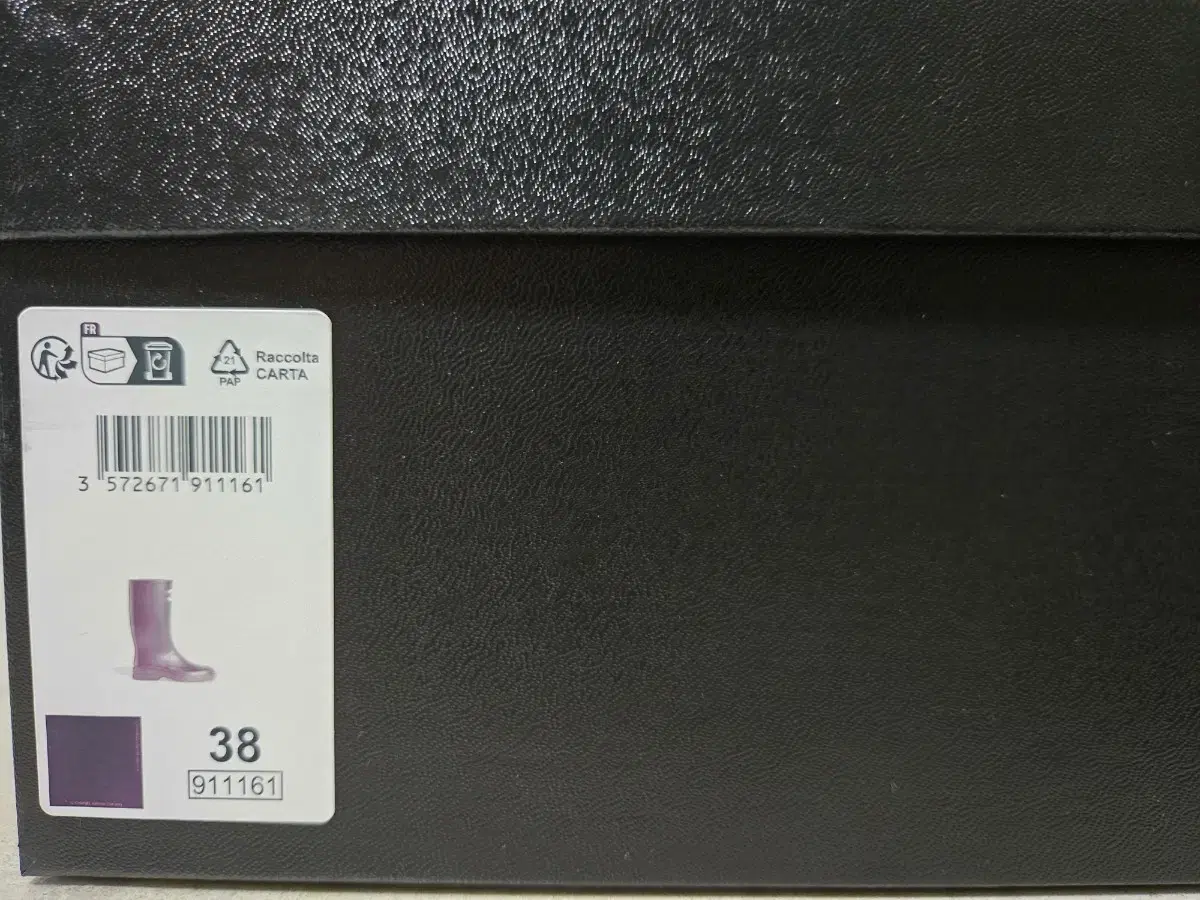 FR
21
PAP
Raccolta
CARTA
3 572671 911161
38
911161